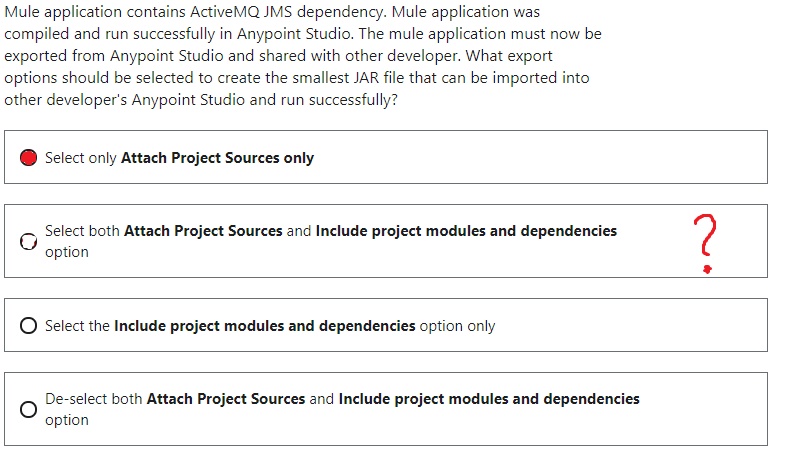 Mule application contains ActiveMQ JMS dependency. Mule application was
compiled and run successfully in Anypoint Studio. The mule application must now be
exported from Anypoint Studio and shared with other developer. What export
options should be selected to create the smallest JAR file that can be imported into
other developer's Anypoint Studio and run successfully?
Select only Attach Project Sources only
Select both Attach Project Sources and Include project modules and dependencies
option
?
Select the Include project modules and dependencies option only
De-select both Attach Project Sources and Include project modules and dependencies
option